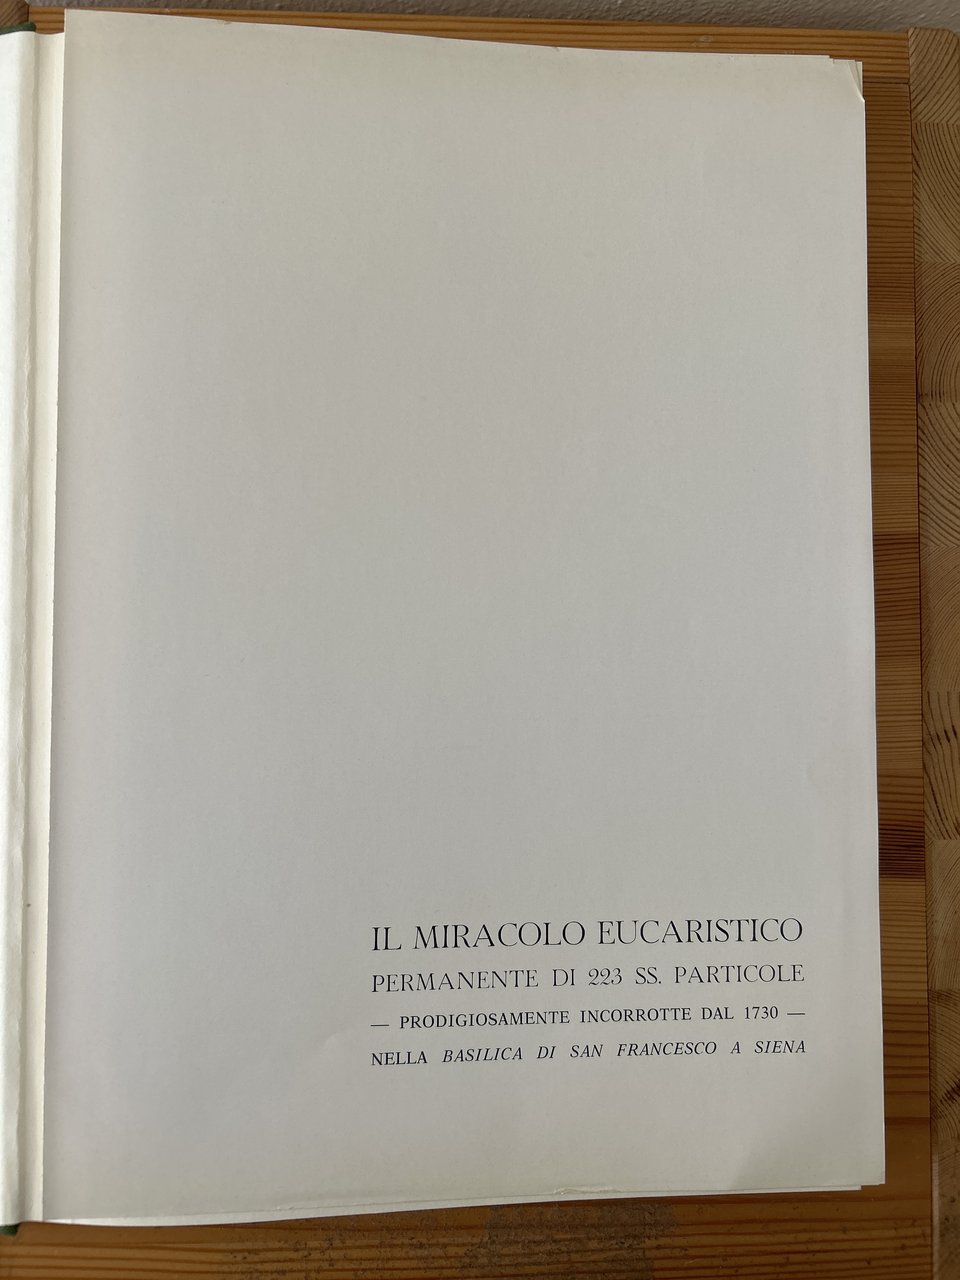 IL MIRACOLO EUCARISTICO
PERMANENTE DI 223 SS. PARTICOLE
— PRODIGIOSAMENTE INCORROTTE DAL 1730 —
NELLA BASILICA DI SAN FRANCESCO A SIENA